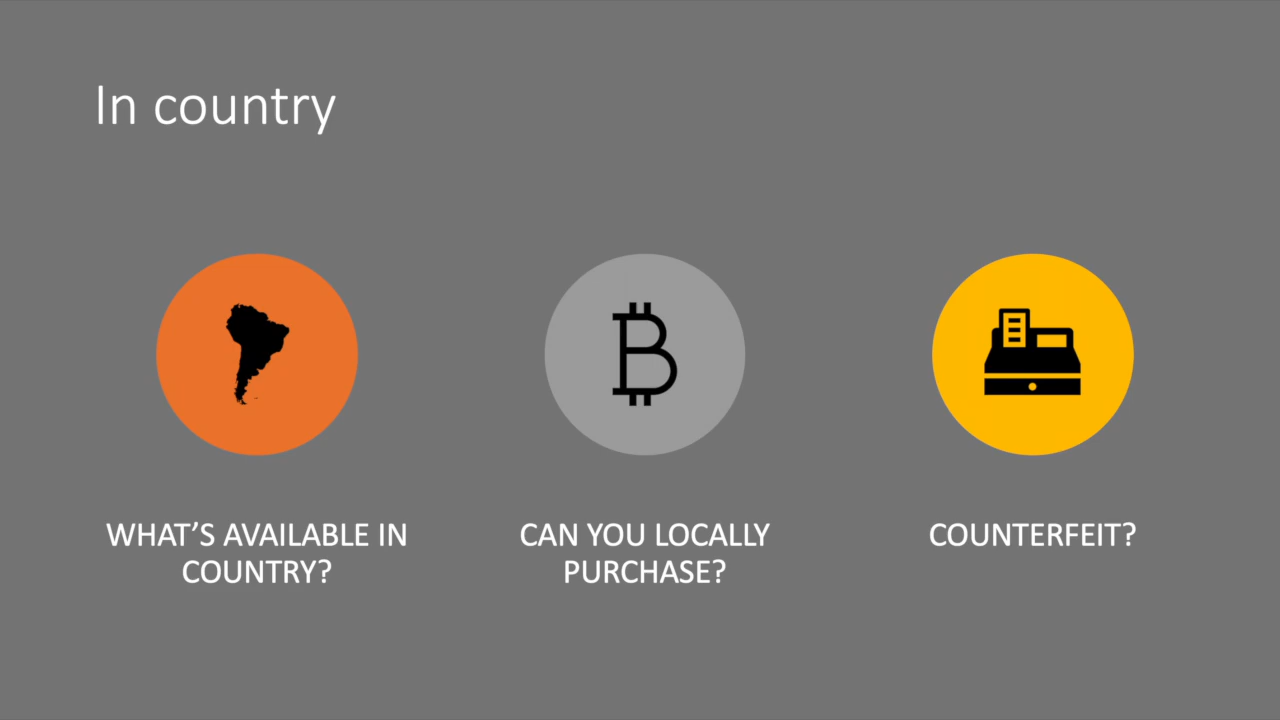 In country
WHAT’S AVAILABLE IN
COUNTRY?
CAN YOU LOCALLY
PURCHASE?
COUNTERFEIT?